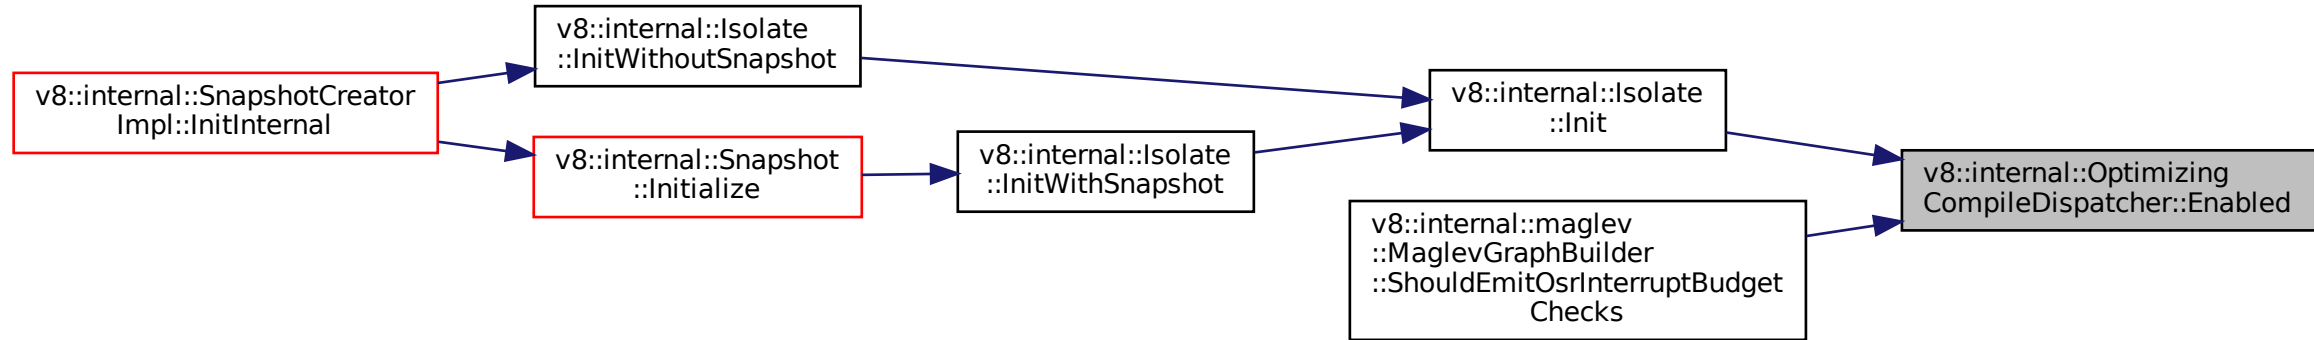 v8::internal::Isolate
::InitWithoutSnapshot
v8::internal::SnapshotCreator
Impl::InitInternal
v8::internal::Snapshot
::Initialize
v8::internal::Isolate
::InitWithSnapshot
v8::internal::Isolate
::Init
v8::internal::maglev
::MaglevGraphBuilder
::ShouldEmitOsrInterruptBudget
Checks
v8::internal::Optimizing
CompileDispatcher::Enabled